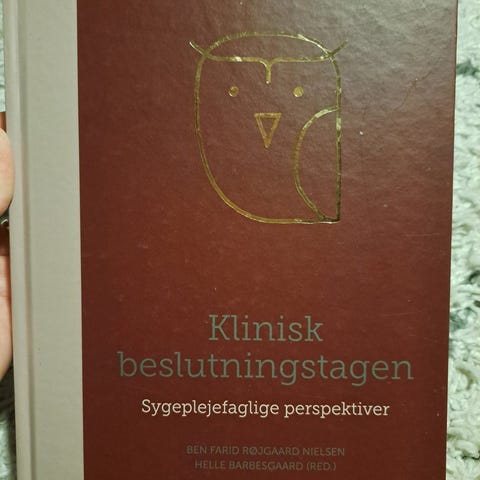 Klinisk
beslutningstagen
Sygeplejefaglige perspektiver
BEN FARID RØJGAARD NIELSEN
HELLE BARBESGAARD (RED.)